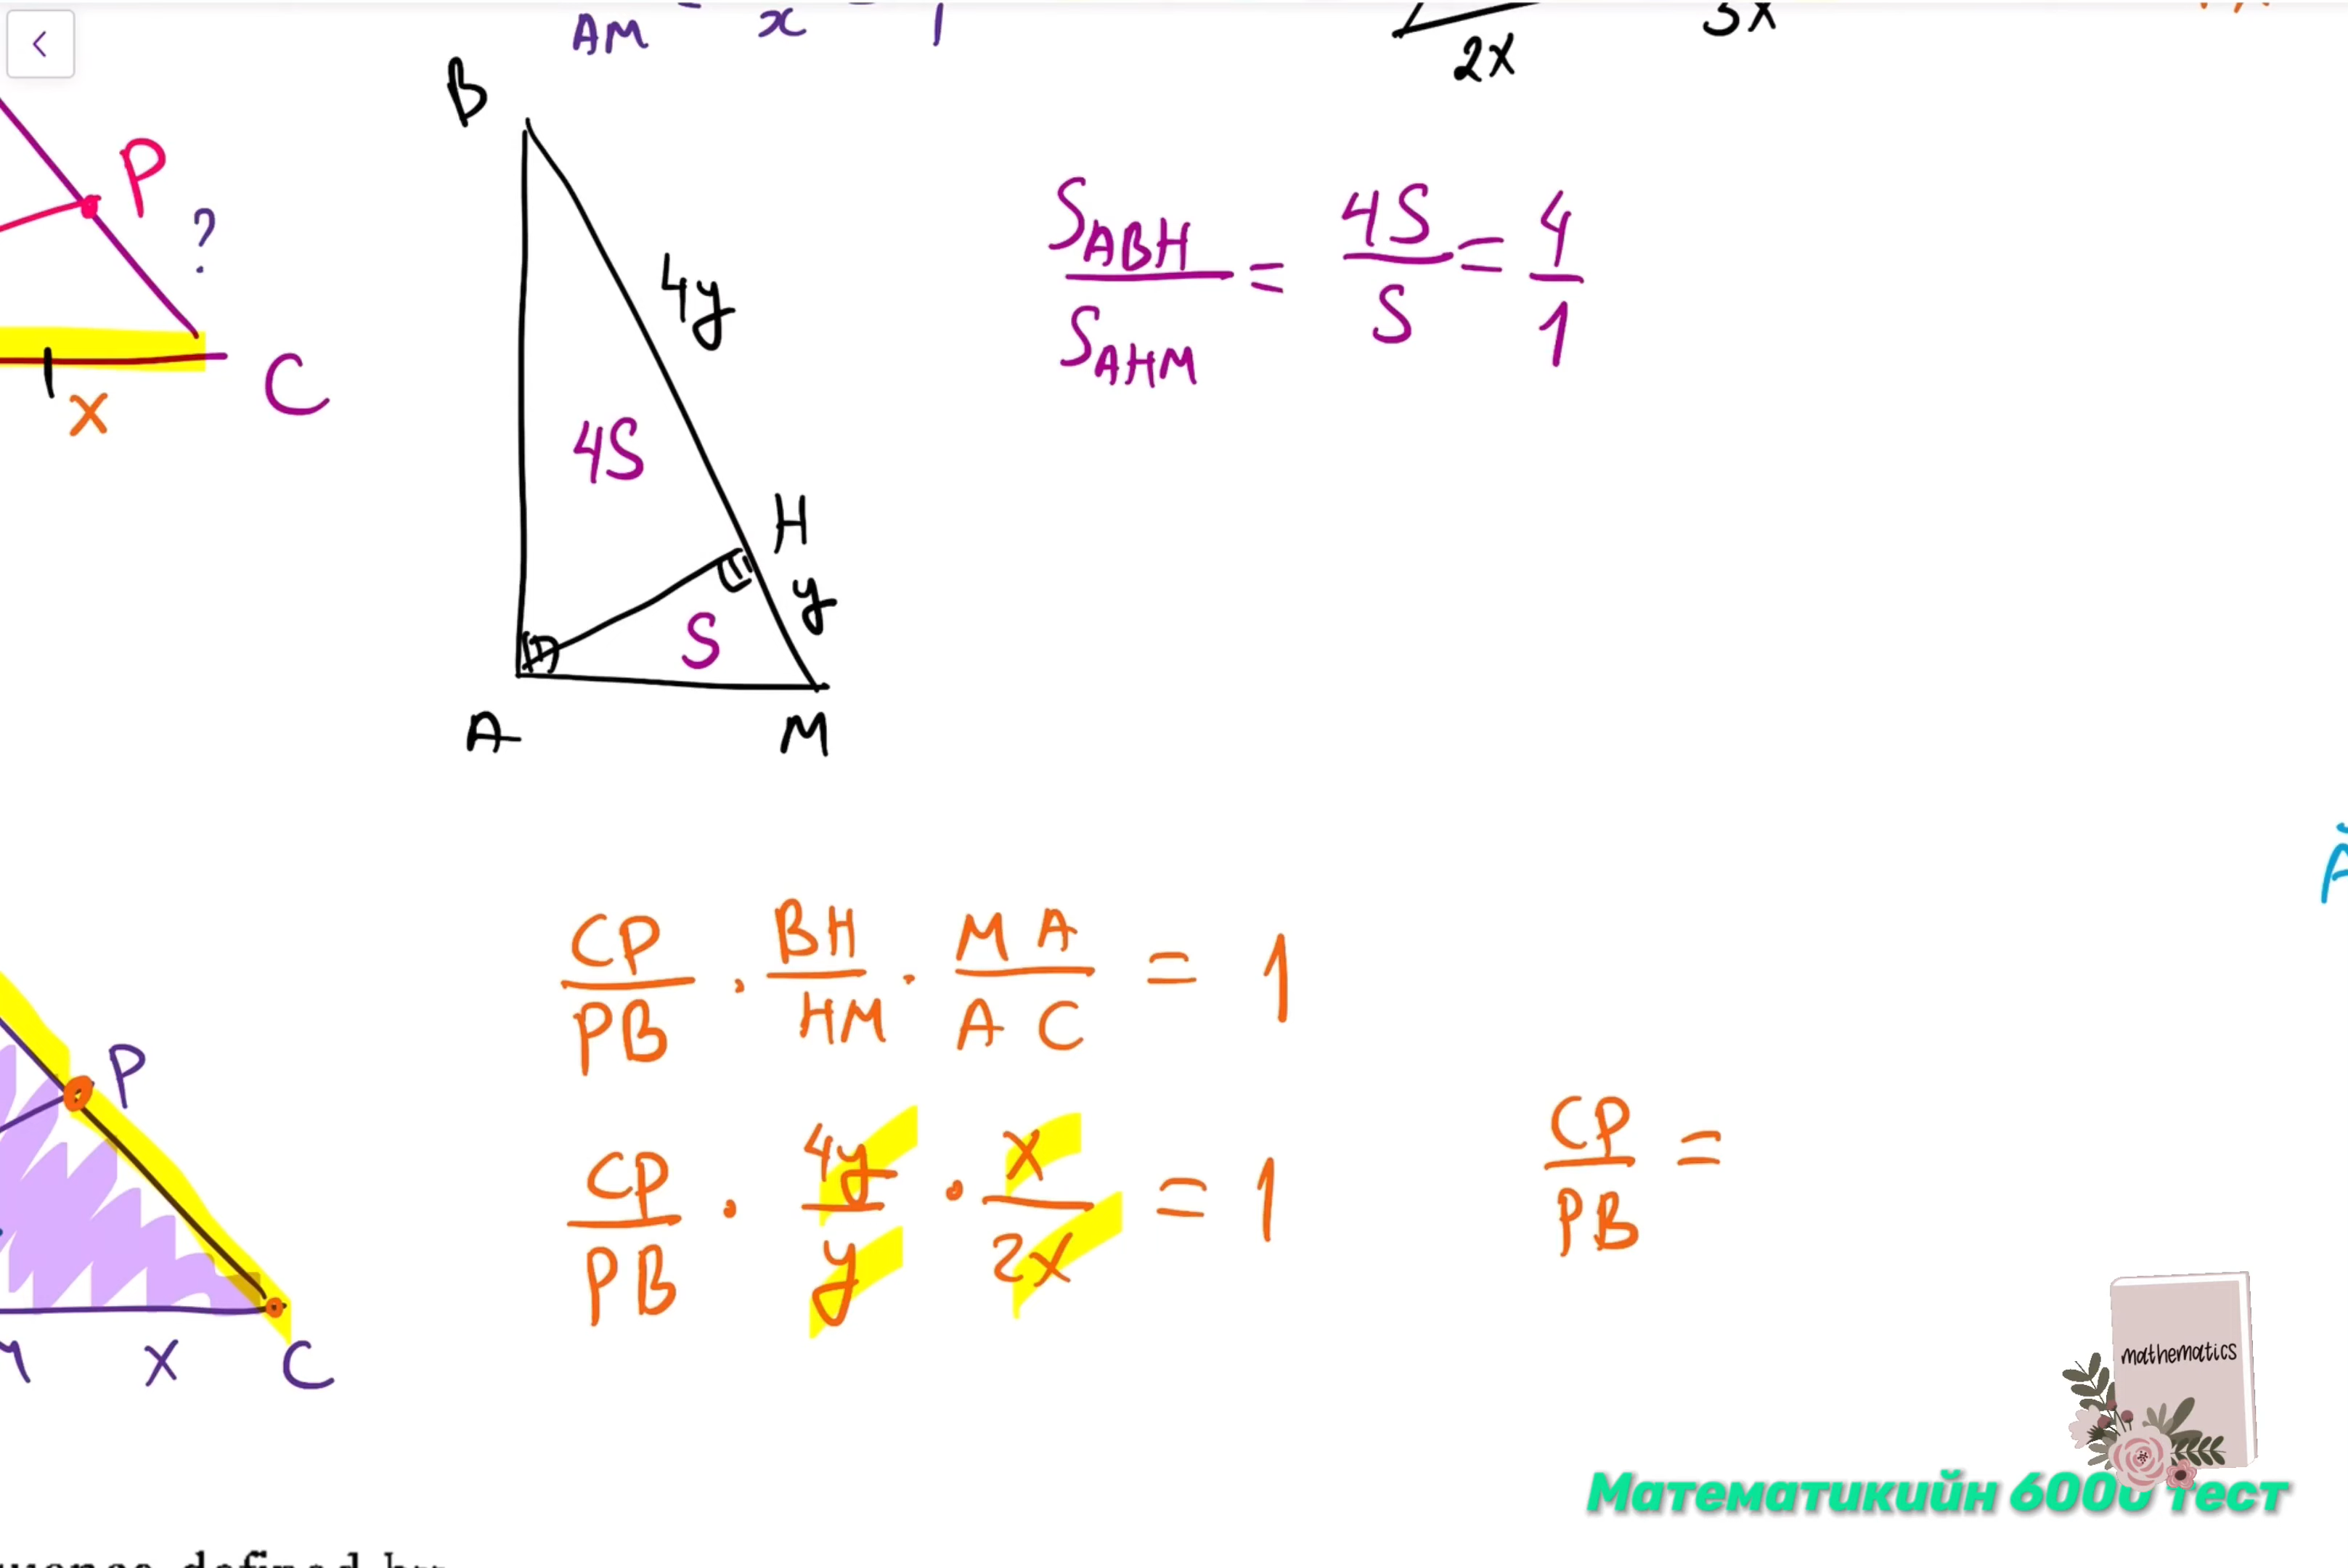 AM = x = 1
2x
3x
B
P
?
4y
S_ABH / S_AHM = 4S / S = 4 / 1
C
x
4S
H
y
S
A M
CP/PB · BH/HM · MA/AC = 1
P
CP/PB · 4y/y · x/2x = 1
CP/PB =
x C
mathematics
Математикийн 6000 тест